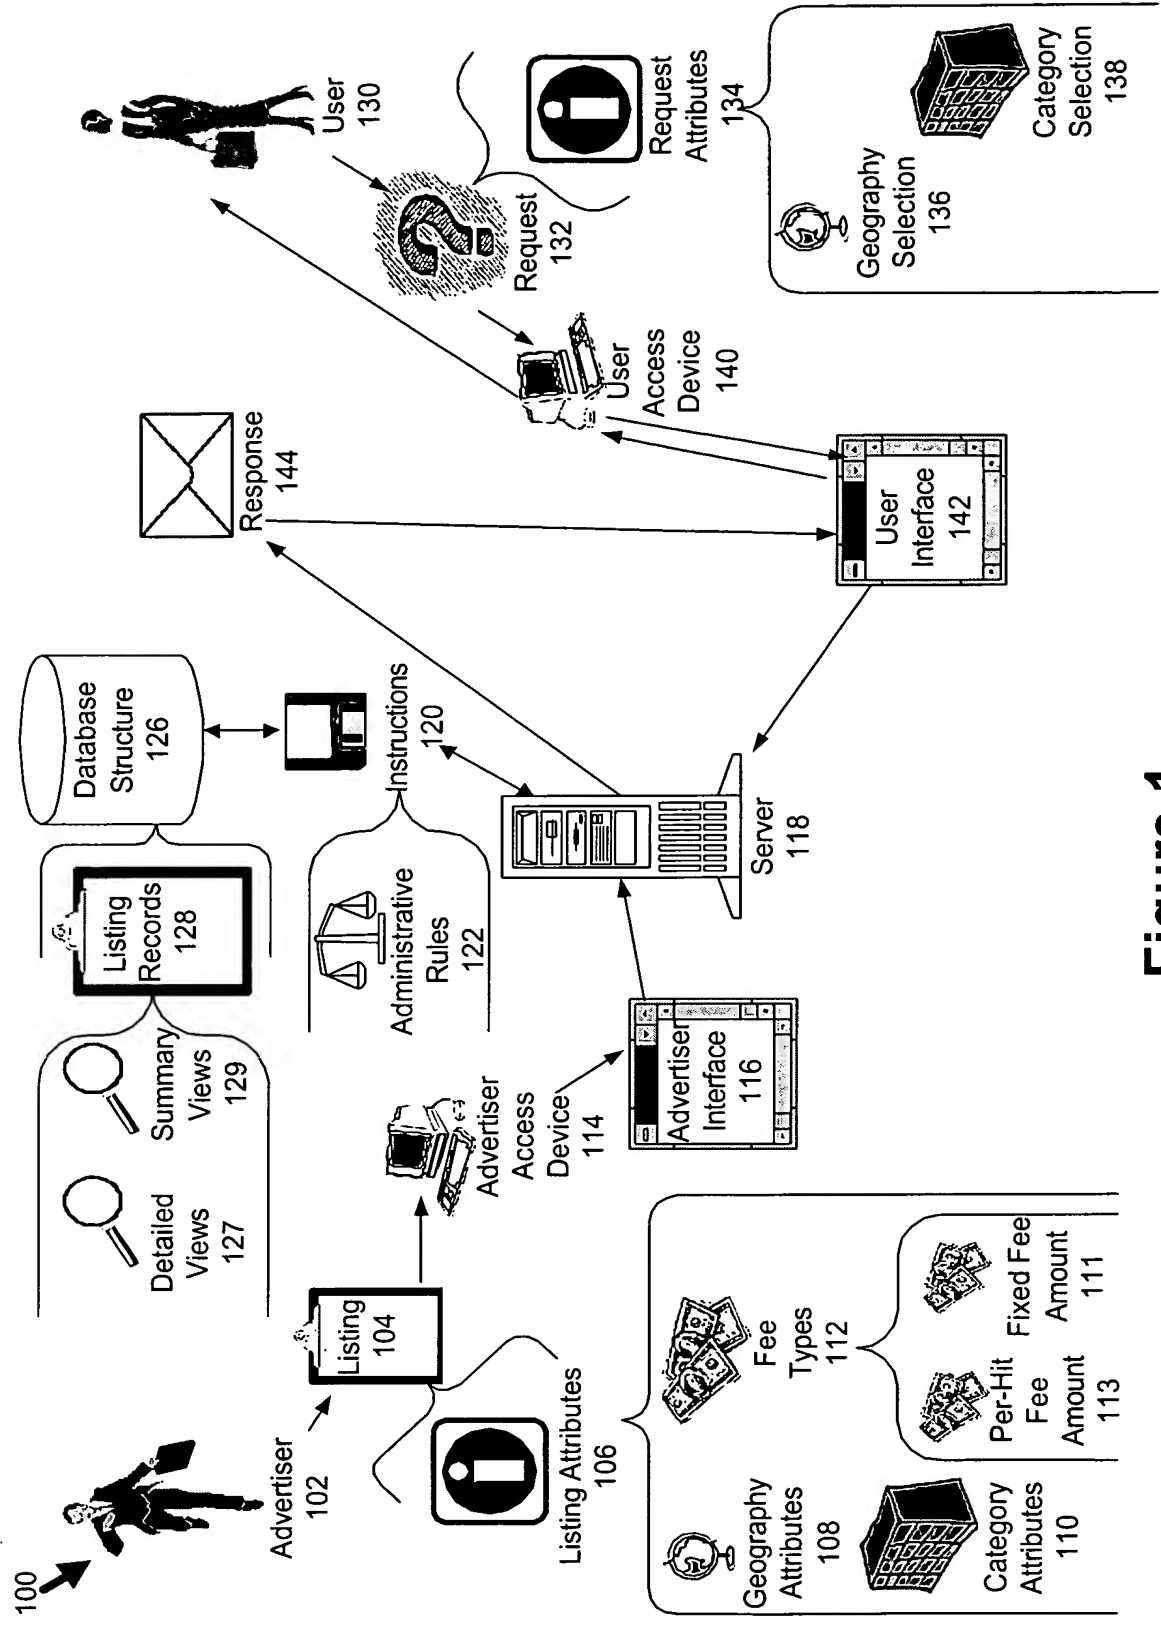 100
Advertiser
102
Listing
104
Listing Attributes
106
Geography
Attributes
108
Category
Attributes
110
Fee
Types
112
Per-Hit
Fee
Amount
113
Fixed Fee
Amount
111
Advertiser
Access
Device
114
Advertiser
Interface
116
Detailed
Views
127
Summary
Views
129
Listing
Records
128
Database
Structure
126
Administrative
Rules
122
Instructions
120
Server
118
Response
144
User
Interface
142
User
Access
Device
140
Request
132
User
130
Request
Attributes
134
Geography
Selection
136
Category
Selection
138
Figure 1